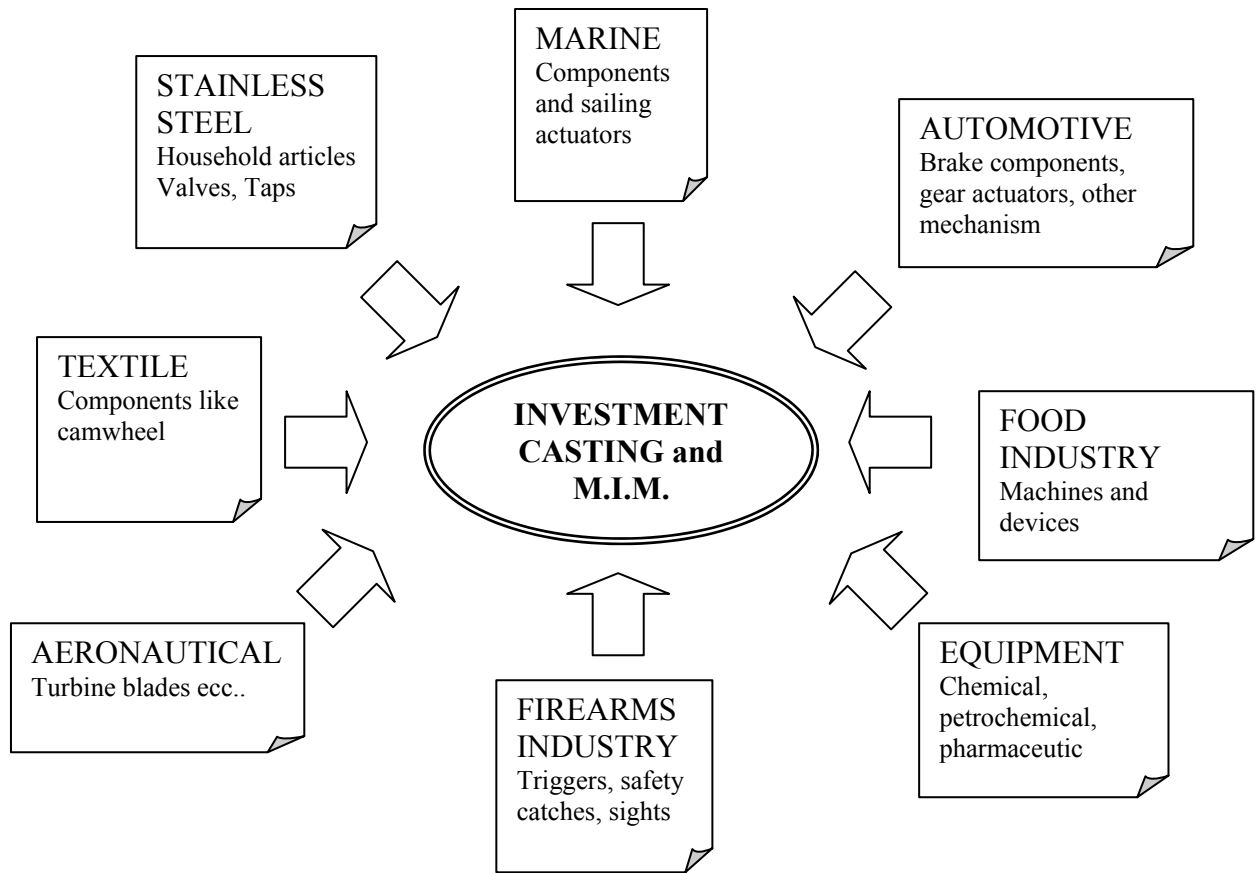 MARINE
Components
and sailing
actuators
STAINLESS
STEEL
Household articles
Valves, Taps
AUTOMOTIVE
Brake components,
gear actuators, other
mechanism
TEXTILE
Components like
camwheel
INVESTMENT
CASTING and
M.I.M.
FOOD
INDUSTRY
Machines and
devices
AERONAUTICAL
Turbine blades ecc..
FIREARMS
INDUSTRY
Triggers, safety
catches, sights
EQUIPMENT
Chemical,
petrochemical,
pharmaceutic